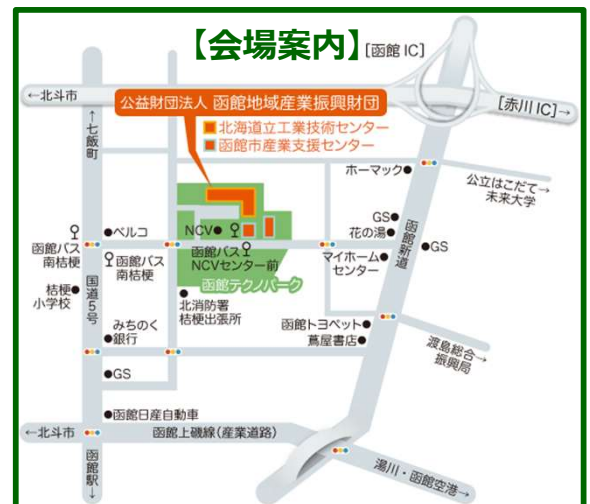 【会場案内】
[函館 IC]
←北斗市
公益財団法人 函館地域産業振興財団
[赤川 IC]→
北海道立工業技術センター
函館市産業支援センター
↑七飯町
ホーマック
公立はこだて→
未来大学
GS
花の湯
函館新道
GS
ベルコ
NCV
函館バス
南桔梗
函館バス
南桔梗
函館バス
NCVセンター前
マイホーム
センター
函館テクノパーク
国道5号
桔梗
小学校
北消防署
桔梗出張所
みちのく
銀行
函館トヨペット
蔦屋書店
渡島総合→
振興局
GS
函館日産自動車
←北斗市
函館上磯線(産業道路)
函館駅↓
湯川・函館空港→